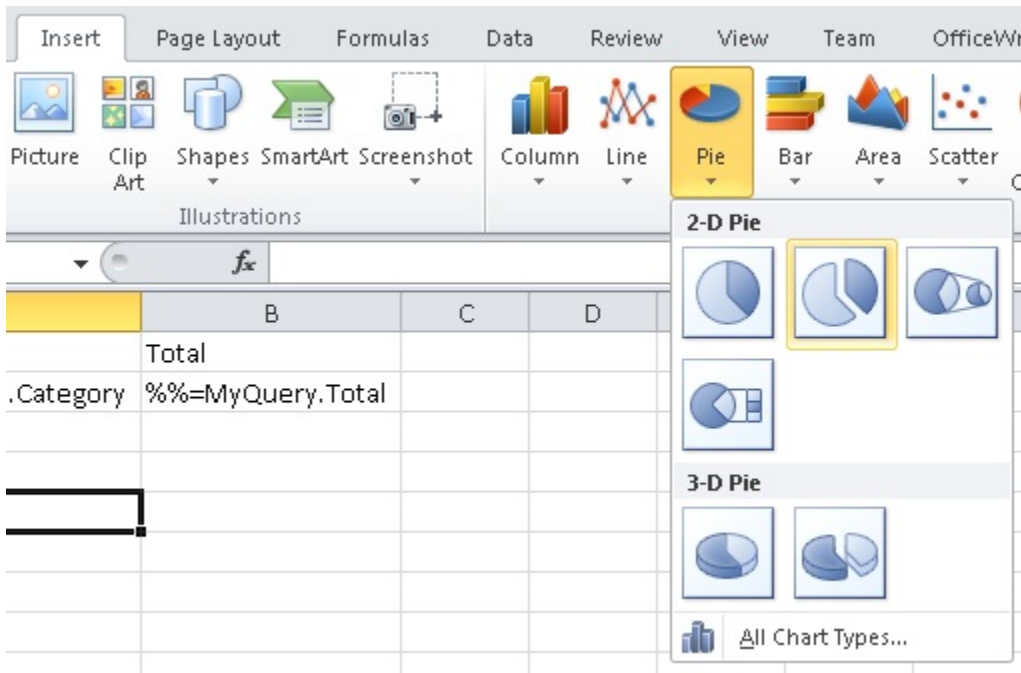 Insert Page Layout Formulas Data Review View Team OfficeWr
Picture Clip Art Shapes SmartArt Screenshot Column Line Pie Bar Area Scatter
Illustrations
2-D Pie
fx
B C D
Total
.Category %%=MyQuery.Total
3-D Pie
All Chart Types...